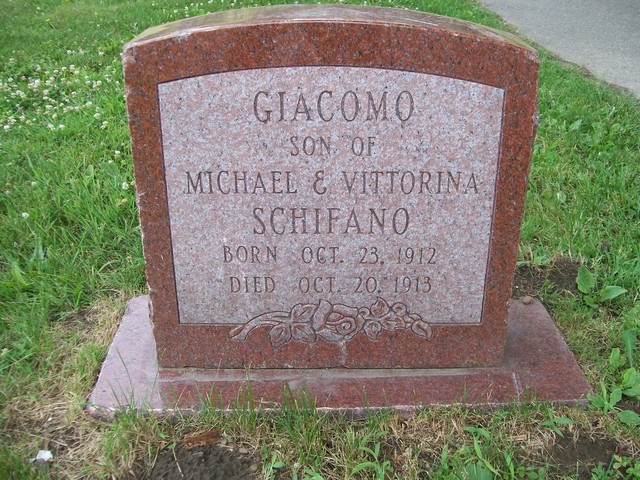 GIACOMO
SON OF
MICHAEL & VITTORINA
SCHIFANO
BORN OCT. 23, 1912
DIED OCT. 20, 1913